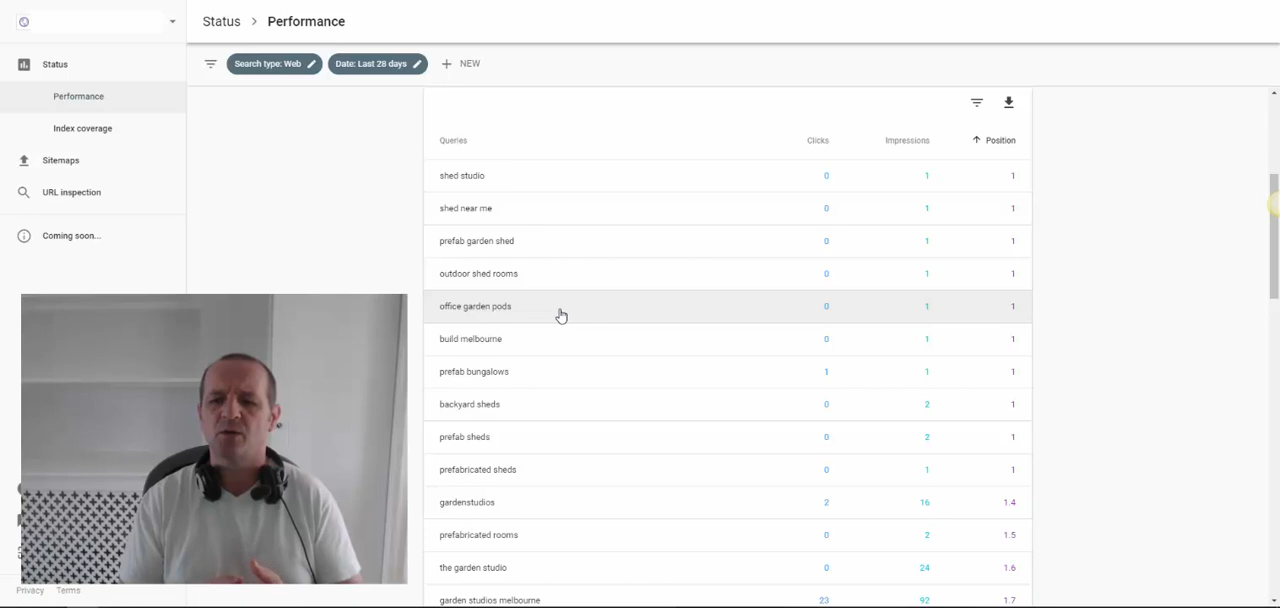 Status > Performance
Status
Performance
Index coverage
Sitemaps
URL inspection
Coming soon...
Privacy Terms
Search type: Web Date: Last 28 days + NEW
Queries Clicks Impressions Position
shed studio 0 1 1
shed near me 0 1 1
prefab garden shed 0 1 1
outdoor shed rooms 0 1 1
office garden pods 0 1 1
build melbourne 0 1 1
prefab bungalows 1 1 1
backyard sheds 0 2 1
prefab sheds 0 2 1
prefabricated sheds 0 1 1
gardenstudios 2 16 1.4
prefabricated rooms 0 2 1.5
the garden studio 0 24 1.6
garden studios melbourne 23 92 1.7